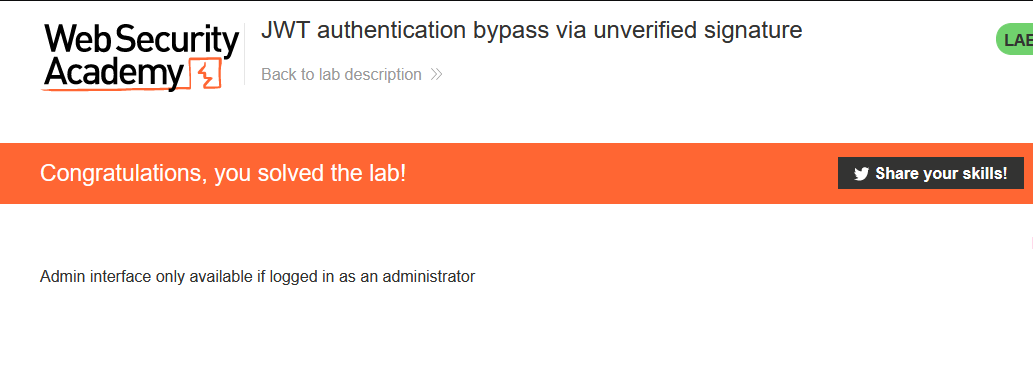 Web Security
Academy
JWT authentication bypass via unverified signature
Back to lab description
LAB
Congratulations, you solved the lab!
Share your skills!
Admin interface only available if logged in as an administrator